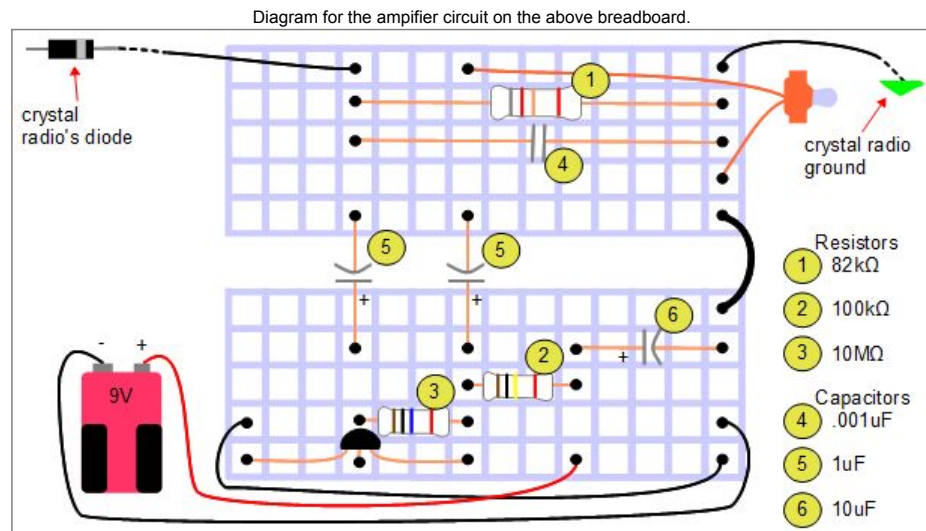 Diagram for the ampifier circuit on the above breadboard.
crystal
radio's diode
1
4
5
5
+
+
crystal radio
ground
Resistors
1 82kΩ
2 100kΩ
3 10MΩ
Capacitors
4 .001uF
5 1uF
6 10uF
6
+
2
3
- +
9V